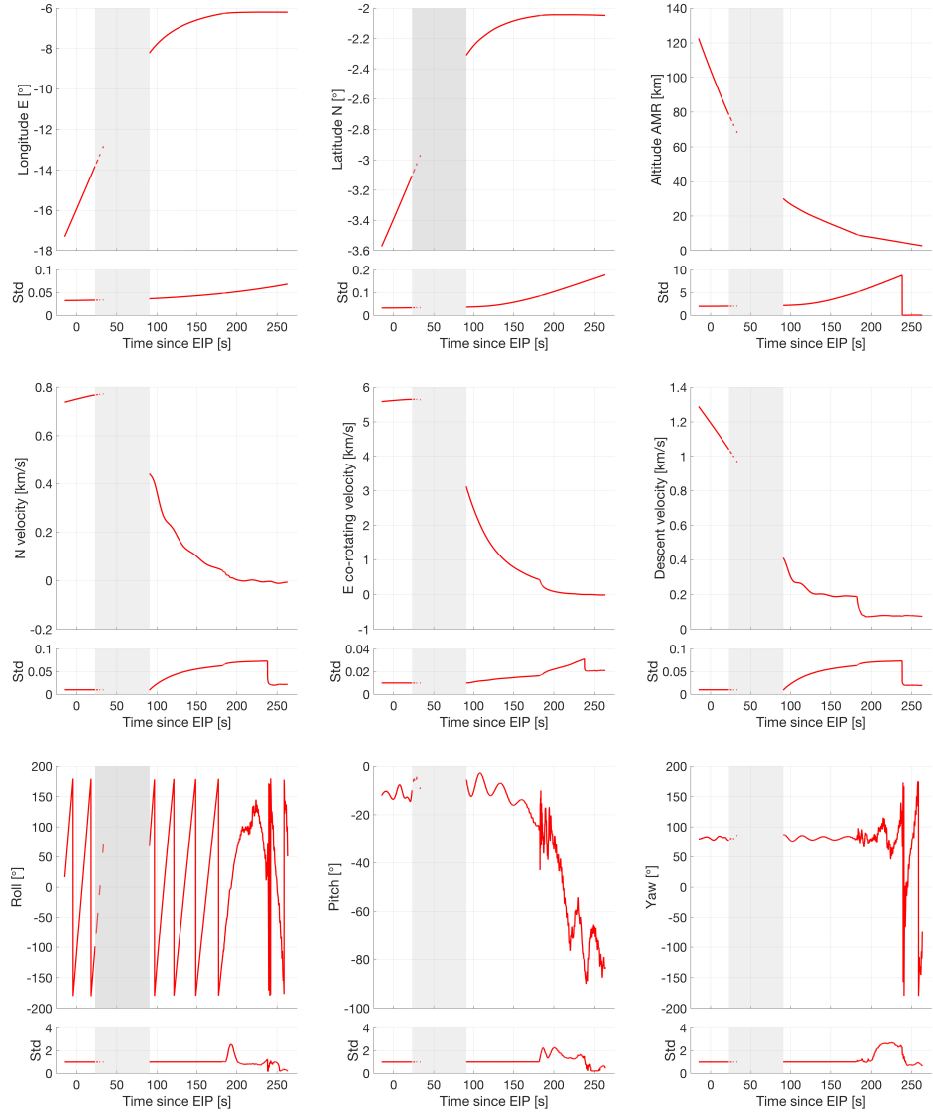 -6 -2 140
-8 -2.2 120
-10 -2.4 100
-12 -2.6 80
-14 -2.8 60
-16 -3 40
-18 -3.2 20
-3.4 0
-3.6
Longitude E [°] Latitude N [°] Altitude AMR [km]
0.1 0.2 10
0.05 0.1 5
0 0 0
Std Std Std
0 50 100 150 200 250 0 50 100 150 200 250 0 50 100 150 200 250
Time since EIP [s] Time since EIP [s] Time since EIP [s]
0.8 6 1.4
0.6 5 1.2
0.4 4 1
0.2 3 0.8
0 2 0.6
-0.2 1 0.4
0 0.2
-1 0
N velocity [km/s] E co-rotating velocity [km/s] Descent velocity [km/s]
0.1 0.04 0.1
0.05 0.02 0.05
0 0 0
Std Std Std
0 50 100 150 200 250 0 50 100 150 200 250 0 50 100 150 200 250
Time since EIP [s] Time since EIP [s] Time since EIP [s]
200 0 200
150 -20 150
100 -40 100
50 -60 50
0 -80 0
-50 -100 -50
-100 -100
-150 -150
-200 -200
Roll [°] Pitch [°] Yaw [°]
4 4 4
2 2 2
0 0 0
Std Std Std
0 50 100 150 200 250 0 50 100 150 200 250 0 50 100 150 200 250
Time since EIP [s] Time since EIP [s] Time since EIP [s]